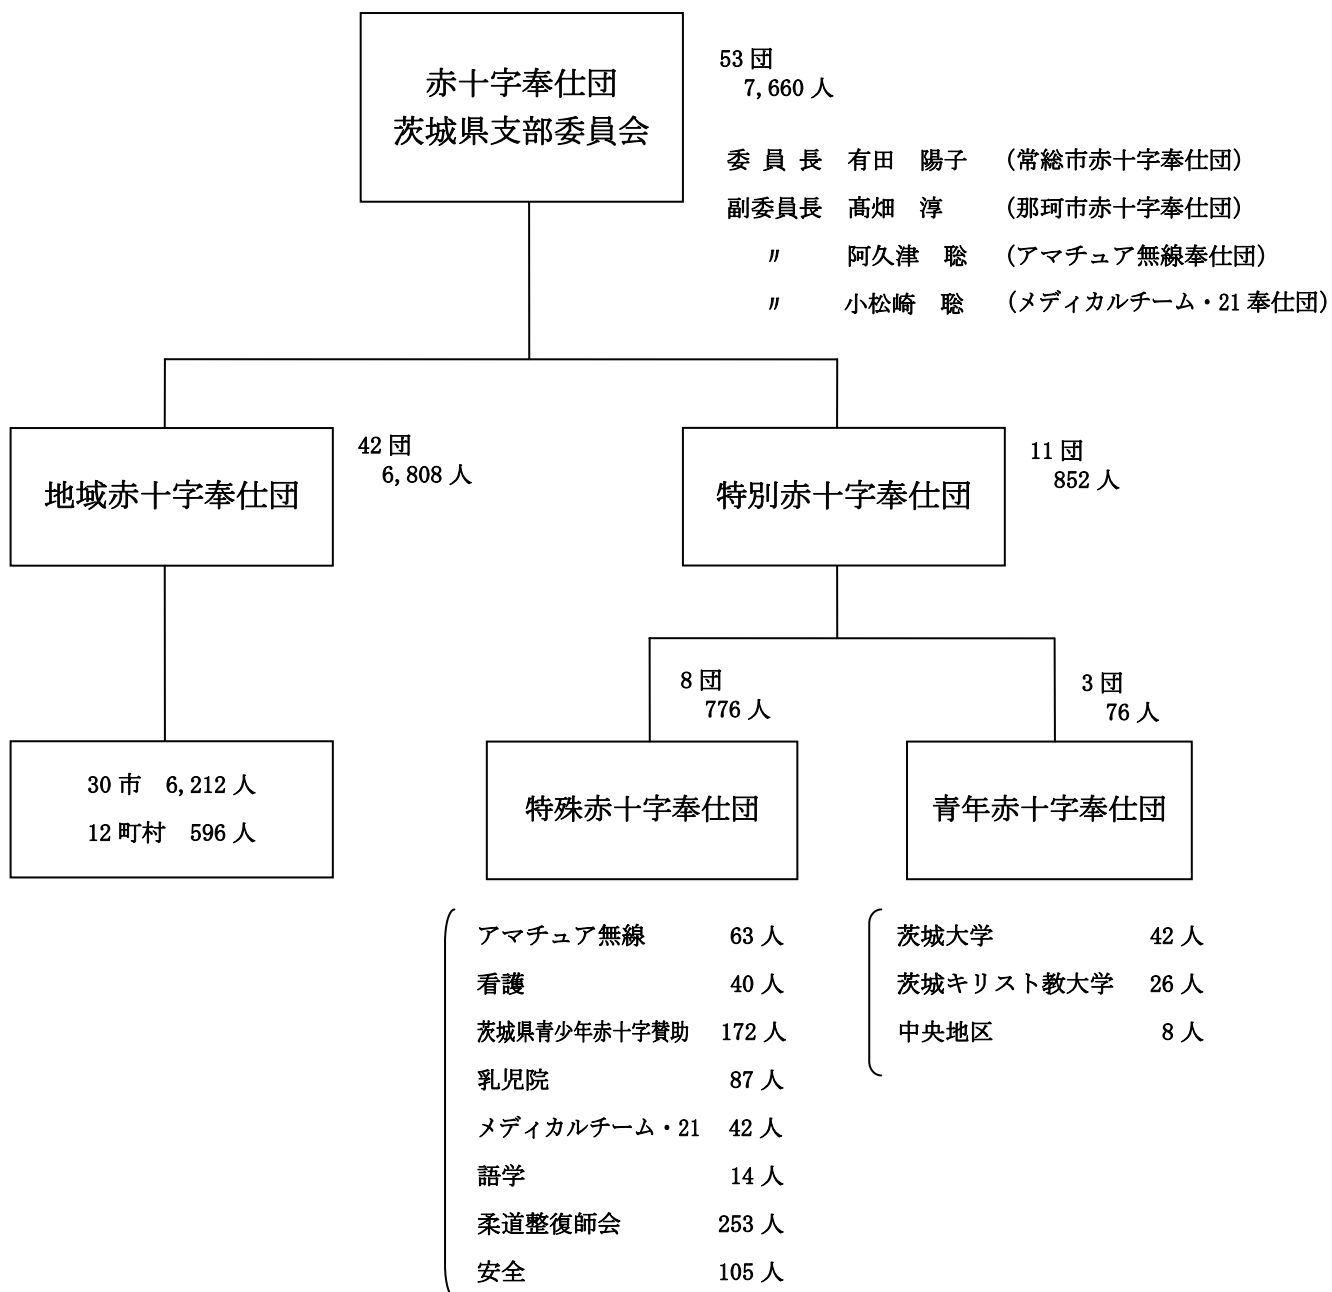 赤十字奉仕団
茨城県支部委員会
53団
7,660人
委員長 有田 陽子 (常総市赤十字奉仕団)
副委員長 髙畑 淳 (那珂市赤十字奉仕団)
〃 阿久津 聡 (アマチュア無線奉仕団)
〃 小松崎 聡 (メディカルチーム・21奉仕団)
地域赤十字奉仕団
42団
6,808人
特別赤十字奉仕団
11団
852人
30市 6,212人
12町村 596人
8団
776人
特殊赤十字奉仕団
3団
76人
青年赤十字奉仕団
アマチュア無線 63人
看護 40人
茨城県青少年赤十字賛助 172人
乳児院 87人
メディカルチーム・21 42人
語学 14人
柔道整復師会 253人
安全 105人
茨城大学 42人
茨城キリスト教大学 26人
中央地区 8人